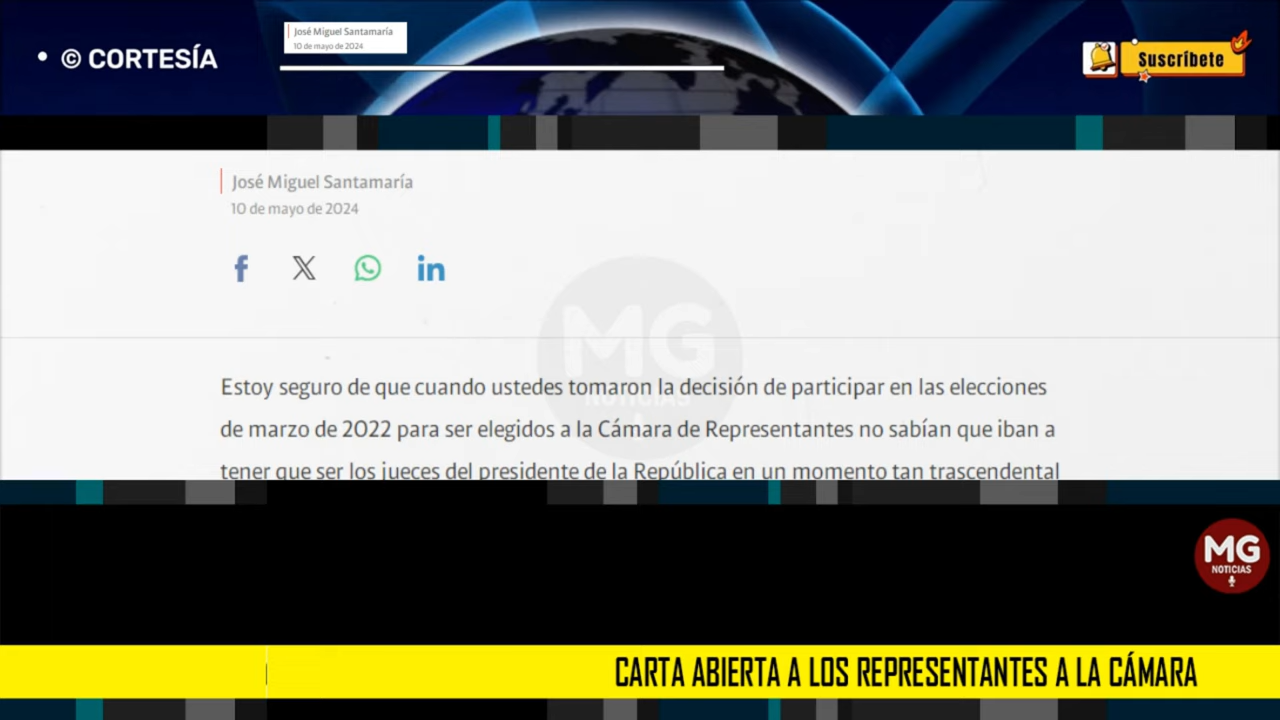 • © CORTESÍA
José Miguel Santamaría
10 de mayo de 2024
Suscríbete
José Miguel Santamaría
10 de mayo de 2024
Estoy seguro de que cuando ustedes tomaron la decisión de participar en las elecciones
de marzo de 2022 para ser elegidos a la Cámara de Representantes no sabían que iban a
tener que ser los jueces del presidente de la República en un momento tan trascendental
MG
NOTICIAS
MG
NOTICIAS
CARTA ABIERTA A LOS REPRESENTANTES A LA CÁMARA